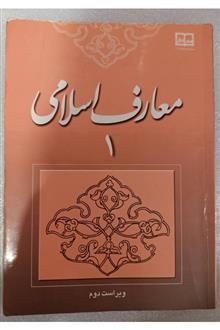 معارف اسلامی
۱
ویراست دوم